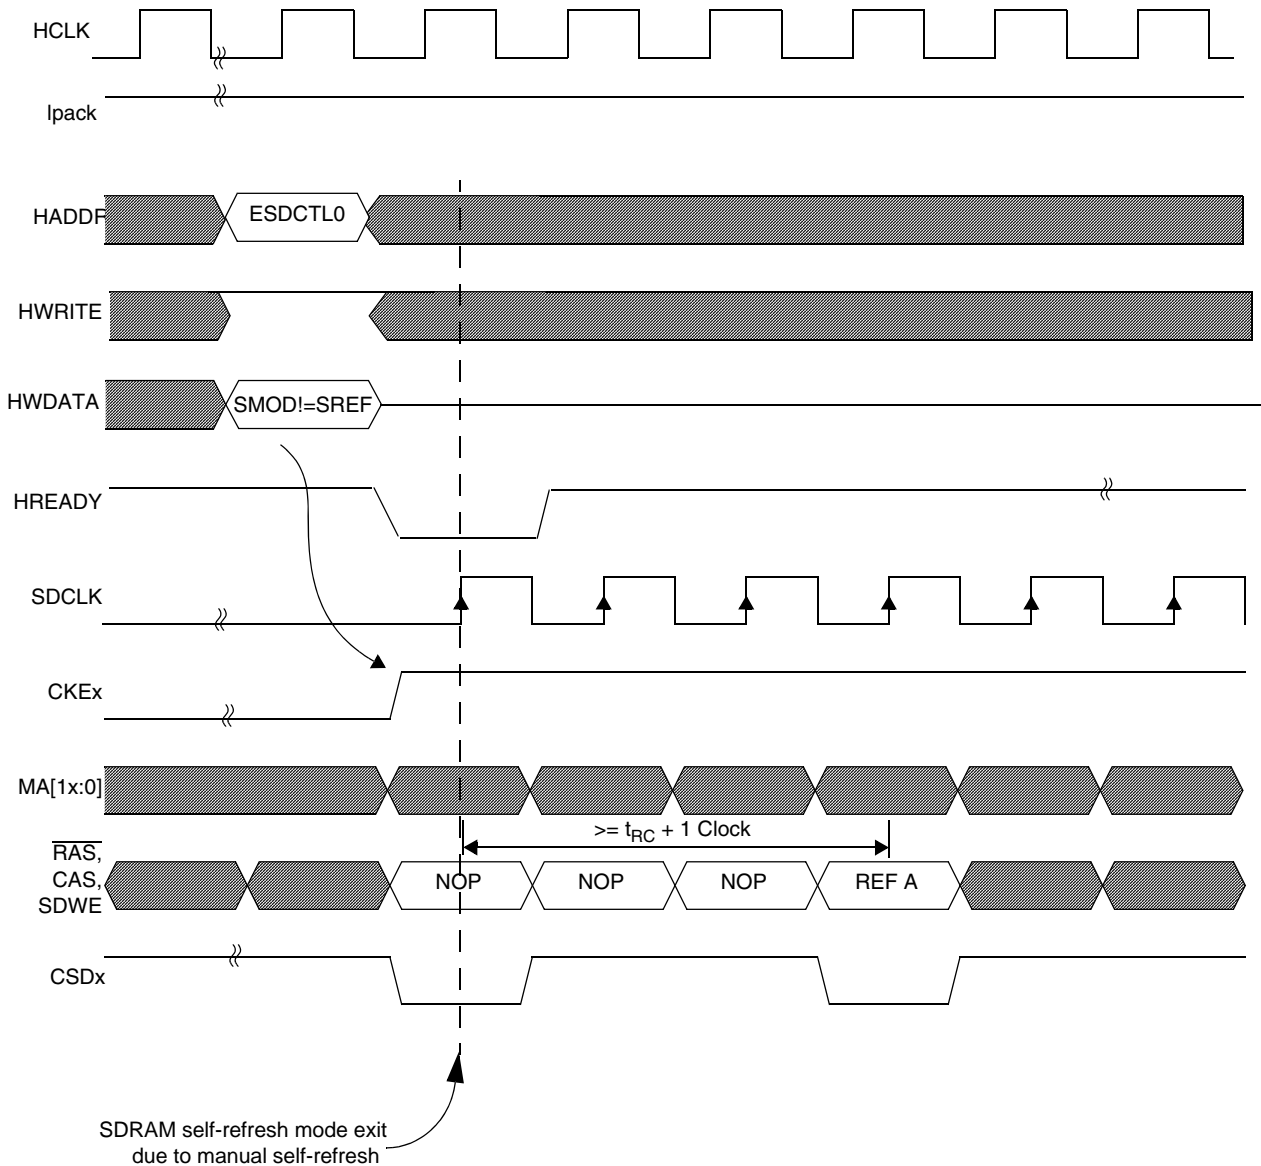 HCLK
lpack
HADDR
ESDCTL0
HWRITE
HWDATA
SMOD!=SREF
HREADY
SDCLK
CKEx
MA[1x:0]
>= tRC + 1 Clock
RAS,
CAS,
SDWE
NOP
NOP
NOP
REF A
CSDx
SDRAM self-refresh mode exit
due to manual self-refresh